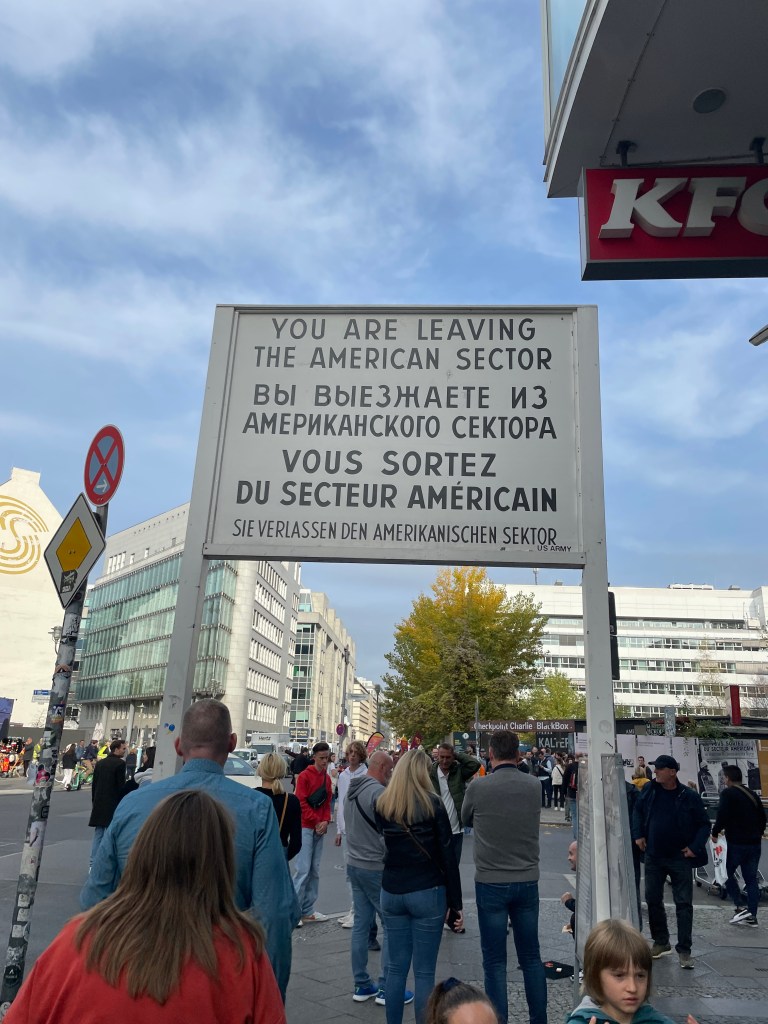 KFC
YOU ARE LEAVING
THE AMERICAN SECTOR
ВЫ ВЫЕЗЖАЕТЕ ИЗ
АМЕРИКАНСКОГО СЕКТОРА
VOUS SORTEZ
DU SECTEUR AMÉRICAIN
SIE VERLASSEN DEN AMERIKANISCHEN SEKTOR
US ARMY
Checkpoint Charlie - BlackBox